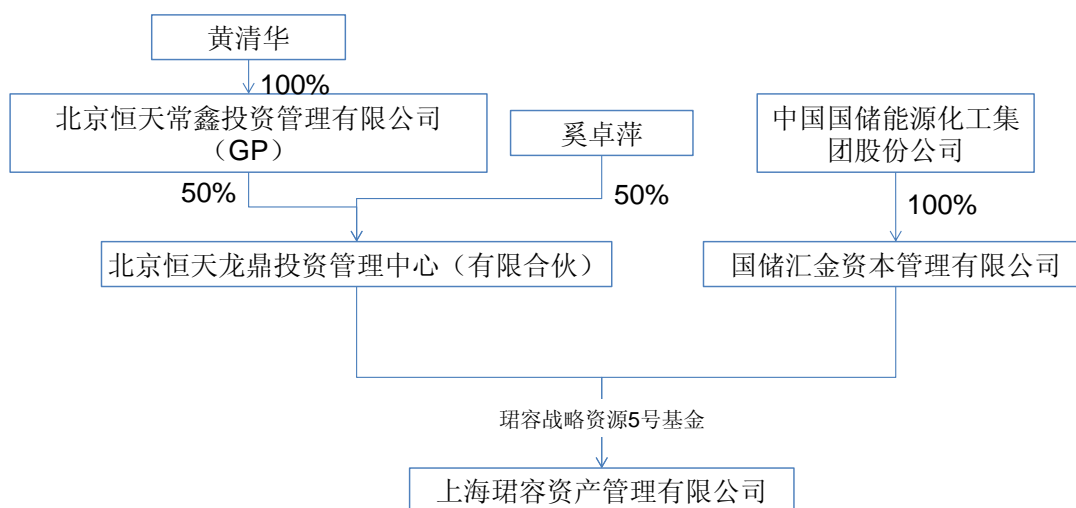 黄清华
100%
北京恒天常鑫投资管理有限公司
（GP）
奚卓萍
中国国储能源化工集
团股份公司
50%
50%
100%
北京恒天龙鼎投资管理中心（有限合伙）
国储汇金资本管理有限公司
珺容战略资源5号基金
上海珺容资产管理有限公司